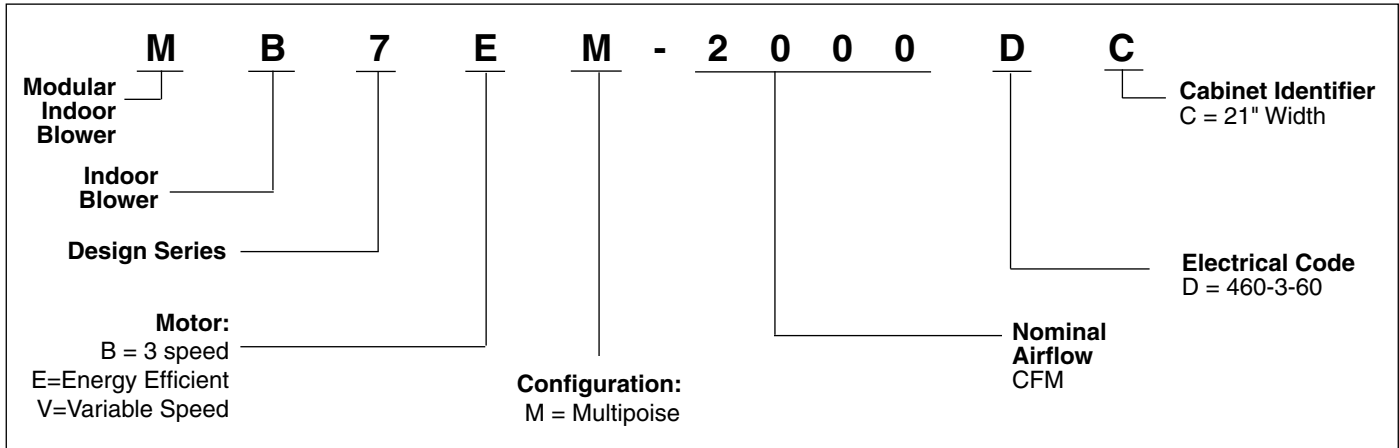 M B 7 E M - 2 0 0 0 D C
Modular
Indoor
Blower
Cabinet Identifier
C = 21" Width
Indoor
Blower
Design Series
Electrical Code
D = 460-3-60
Motor:
B = 3 speed
E=Energy Efficient
V=Variable Speed
Configuration:
M = Multipoise
Nominal
Airflow
CFM